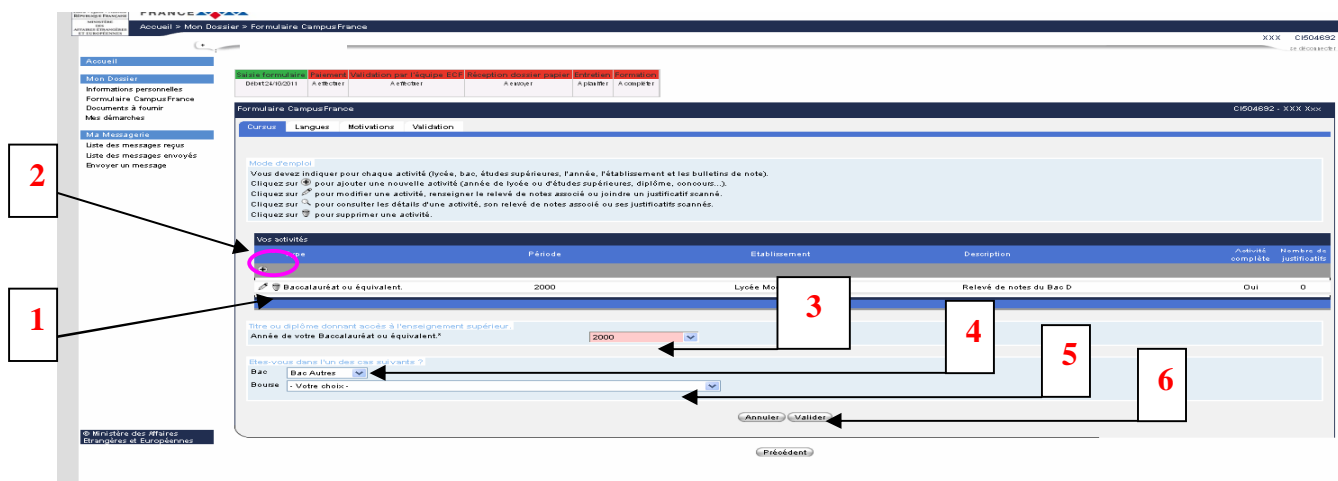 FRANCE
RÉPUBLIQUE FRANÇAISE
MINISTÈRE
DES
AFFAIRES ÉTRANGÈRES
ET EUROPÉENNES
Accueil > Mon Dossier > Formulaire CampusFrance
XXX CI504692
se déconnecter
Accueil
Mon Dossier
Informations personnelles
Formulaire CampusFrance
Documents à fournir
Mes démarches
Ma Messagerie
Liste des messages reçus
Liste des messages envoyés
Envoyer un message
Saisie formulaire Paiement Validation par l'équipe ECF Réception dossier papier Entretien Formation
Début 24/10/2011 A effectuer A effectuer A envoyer A planifier A compléter
Formulaire CampusFrance CI504692 - XXX Xxx
Cursus Langues Motivations Validation
Mode d'emploi
Vous devez indiquer pour chaque activité (lycée, bac, études supérieures, l'année, l'établissement et les bulletins de note).
Cliquez sur pour ajouter une nouvelle activité (année de lycée ou d'études supérieures, diplôme, concours...).
Cliquez sur pour modifier une activité, renseigner le relevé de notes associé ou joindre un justificatif scanné.
Cliquez sur pour consulter les détails d'une activité, son relevé de notes associé ou ses justificatifs scannés.
Cliquez sur pour supprimer une activité.
2
Vos activités
Type Période Etablissement Description Activité complète Nombre de justificatifs
+
Baccalauréat ou équivalent. 2000 Lycée Mo Relevé de notes du Bac D Oui 0
1
3
Titre ou diplôme donnant accès à l'enseignement supérieur
Année de votre Baccalauréat ou équivalent.* 2000
4
5
6
Etes-vous dans l'un des cas suivants ?
Bac Bac Autres
Bourse - Votre choix -
Annuler Valider
© Ministère des Affaires
Etrangères et Européennes
Précédent